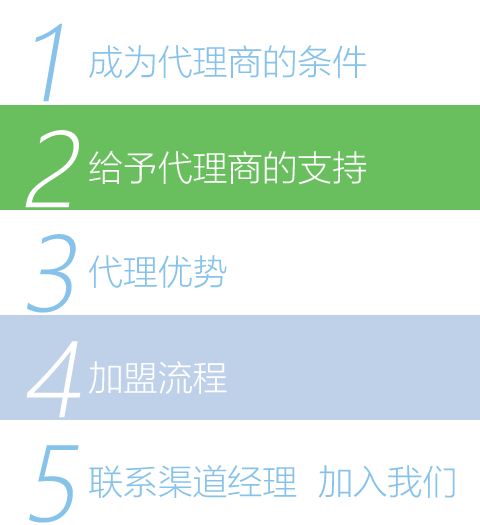 1 成为代理商的条件
2 给予代理商的支持
3 代理优势
4 加盟流程
5 联系渠道经理 加入我们